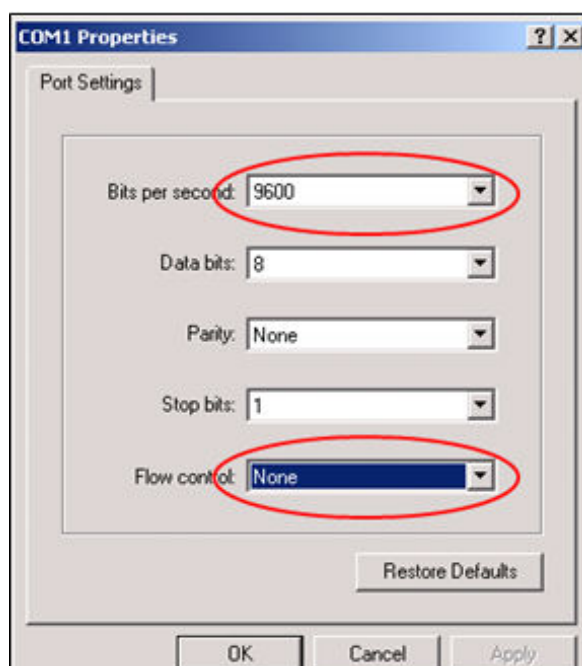 COM1 Properties
Port Settings
Bits per second: 9600
Data bits: 8
Parity: None
Stop bits: 1
Flow control: None
Restore Defaults
OK Cancel Apply